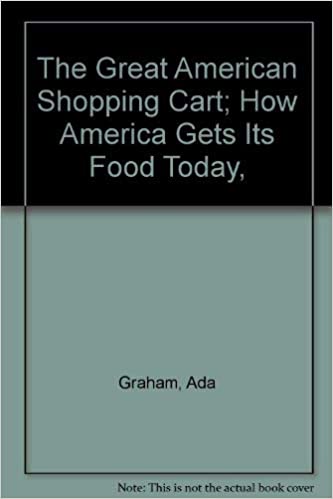 The Great American
Shopping Cart; How
America Gets Its
Food Today,
Graham, Ada
Note: This is not the actual book cover